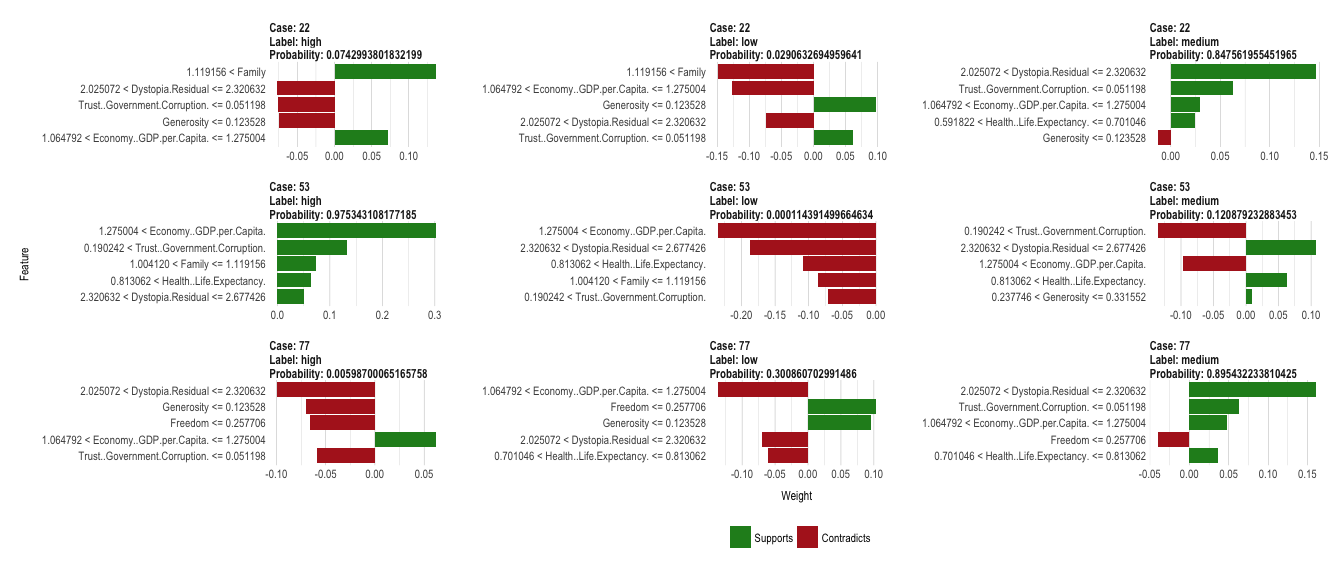 Case: 22
Label: high
Probability: 0.0742993801832199
1.119156 < Family
2.025072 < Dystopia.Residual <= 2.320632
Trust..Government.Corruption. <= 0.051198
Generosity <= 0.123528
1.064792 < Economy..GDP.per.Capita. <= 1.275004
-0.05 0.00 0.05 0.10
Case: 22
Label: low
Probability: 0.0290632694959641
1.119156 < Family
1.064792 < Economy..GDP.per.Capita. <= 1.275004
Generosity <= 0.123528
2.025072 < Dystopia.Residual <= 2.320632
Trust..Government.Corruption. <= 0.051198
-0.15 -0.10 -0.05 0.00 0.05 0.10
Case: 22
Label: medium
Probability: 0.847561955451965
2.025072 < Dystopia.Residual <= 2.320632
Trust..Government.Corruption. <= 0.051198
1.064792 < Economy..GDP.per.Capita. <= 1.275004
0.591822 < Health..Life.Expectancy. <= 0.701046
Generosity <= 0.123528
0.00 0.05 0.10 0.15
Case: 53
Label: high
Probability: 0.975343108177185
1.275004 < Economy..GDP.per.Capita.
0.190242 < Trust..Government.Corruption.
1.004120 < Family <= 1.119156
0.813062 < Health..Life.Expectancy.
2.320632 < Dystopia.Residual <= 2.677426
0.0 0.1 0.2 0.3
Case: 53
Label: low
Probability: 0.000114391499664634
1.275004 < Economy..GDP.per.Capita.
2.320632 < Dystopia.Residual <= 2.677426
0.813062 < Health..Life.Expectancy.
1.004120 < Family <= 1.119156
0.190242 < Trust..Government.Corruption.
-0.20 -0.15 -0.10 -0.05 0.00
Case: 53
Label: medium
Probability: 0.120879232883453
0.190242 < Trust..Government.Corruption.
2.320632 < Dystopia.Residual <= 2.677426
1.275004 < Economy..GDP.per.Capita.
0.813062 < Health..Life.Expectancy.
0.237746 < Generosity <= 0.331552
-0.10 -0.05 0.00 0.05 0.10
Feature
Case: 77
Label: high
Probability: 0.00598700065165758
2.025072 < Dystopia.Residual <= 2.320632
Generosity <= 0.123528
Freedom <= 0.257706
1.064792 < Economy..GDP.per.Capita. <= 1.275004
Trust..Government.Corruption. <= 0.051198
-0.10 -0.05 0.00 0.05
Case: 77
Label: low
Probability: 0.300860702991486
1.064792 < Economy..GDP.per.Capita. <= 1.275004
Freedom <= 0.257706
Generosity <= 0.123528
2.025072 < Dystopia.Residual <= 2.320632
0.701046 < Health..Life.Expectancy. <= 0.813062
-0.10 -0.05 0.00 0.05 0.10
Case: 77
Label: medium
Probability: 0.895432233810425
2.025072 < Dystopia.Residual <= 2.320632
Trust..Government.Corruption. <= 0.051198
1.064792 < Economy..GDP.per.Capita. <= 1.275004
Freedom <= 0.257706
0.701046 < Health..Life.Expectancy. <= 0.813062
-0.05 0.00 0.05 0.10 0.15
Weight
Supports Contradicts